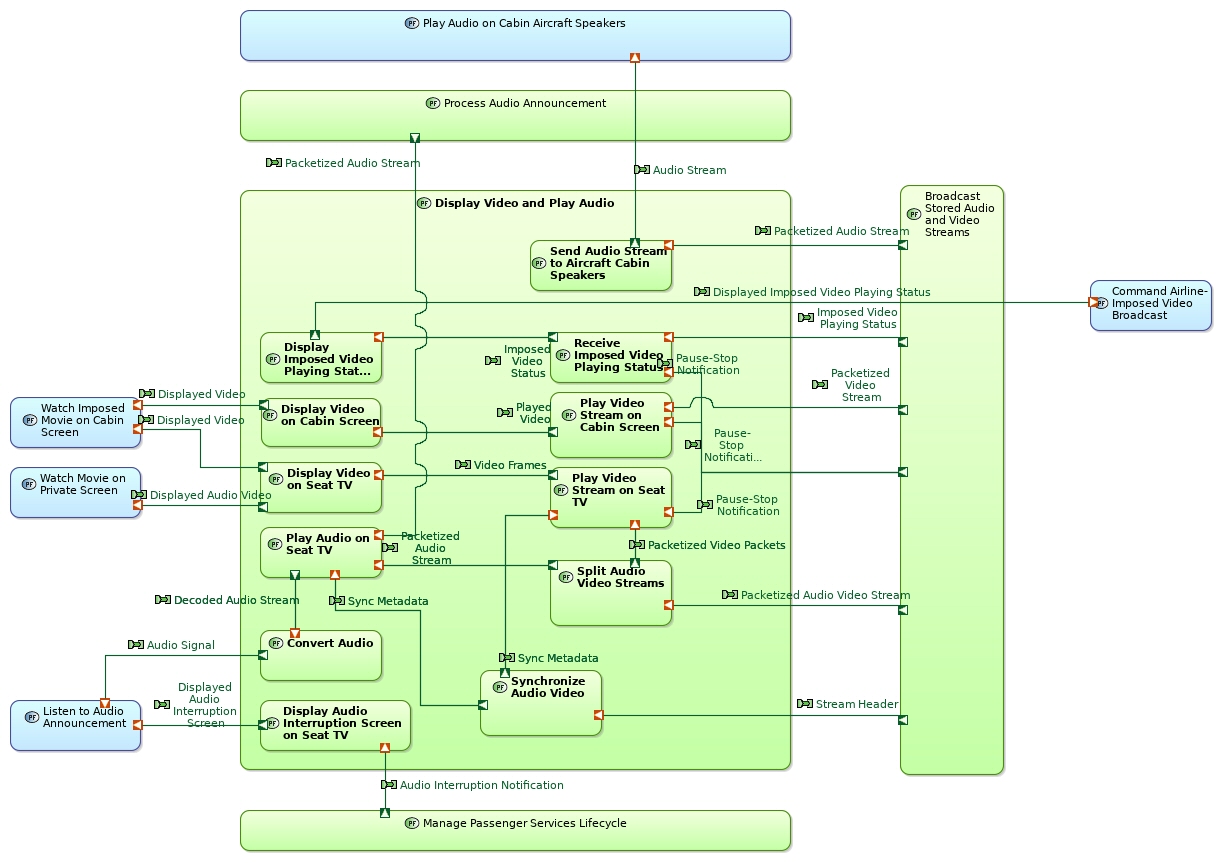 Play Audio on Cabin Aircraft Speakers
Process Audio Announcement
Packetized Audio Stream
Audio Stream
Display Video and Play Audio
Broadcast
Stored Audio
and Video
Streams
Packetized Audio Stream
Send Audio Stream
to Aircraft Cabin
Speakers
Displayed Imposed Video Playing Status
Command Airline-
Imposed Video
Broadcast
Imposed Video
Playing Status
Display
Imposed Video
Playing Stat...
Imposed
Video
Status
Receive
Imposed Video
Playing Status
Pause-Stop
Notification
Packetized
Video
Stream
Displayed Video
Watch Imposed
Movie on Cabin
Screen
Displayed Video
Display Video
on Cabin Screen
Played
Video
Play Video
Stream on
Cabin Screen
Pause-
Stop
Notificati...
Watch Movie on
Private Screen
Displayed Audio Video
Display Video
on Seat TV
Video Frames
Play Video
Stream on Seat
TV
Pause-Stop
Notification
Play Audio on
Seat TV
Packetized
Audio
Stream
Packetized Video Packets
Split Audio
Video Streams
Packetized Audio Video Stream
Decoded Audio Stream
Sync Metadata
Audio Signal
Convert Audio
Sync Metadata
Synchronize
Audio Video
Stream Header
Displayed
Audio
Interruption
Screen
Listen to Audio
Announcement
Display Audio
Interruption Screen
on Seat TV
Audio Interruption Notification
Manage Passenger Services Lifecycle